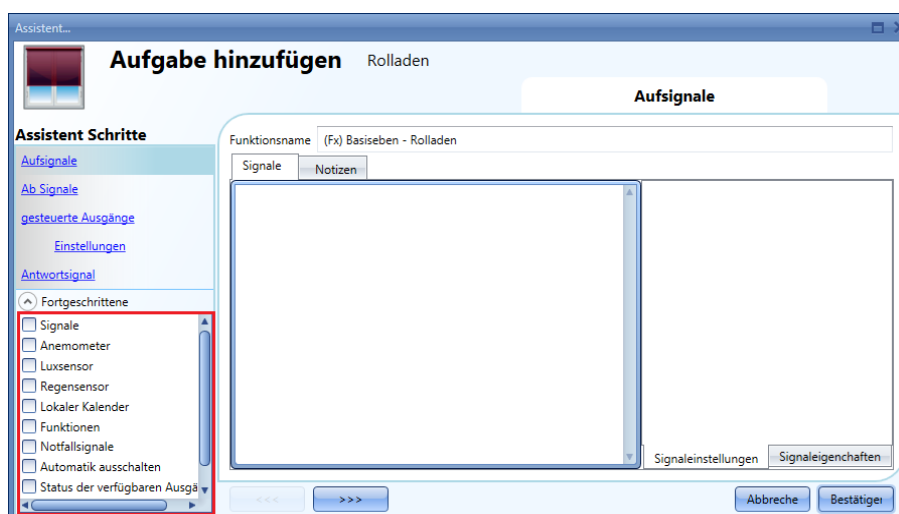 Assistent...
Aufgabe hinzufügen Rolladen
Aufsignale
Assistent Schritte
Aufsignale
Ab Signale
gesteuerte Ausgänge
Einstellungen
Antwortsignal
Fortgeschrittene
Signale
Anemometer
Luxsensor
Regensensor
Lokaler Kalender
Funktionen
Notfallsignale
Automatik ausschalten
Status der verfügbaren Ausgä
Funktionsname (Fx) Basiseben - Rolladen
Signale Notizen
Signaleinstellungen Signaleigenchaften
<<< >>> Abbreche Bestätiger